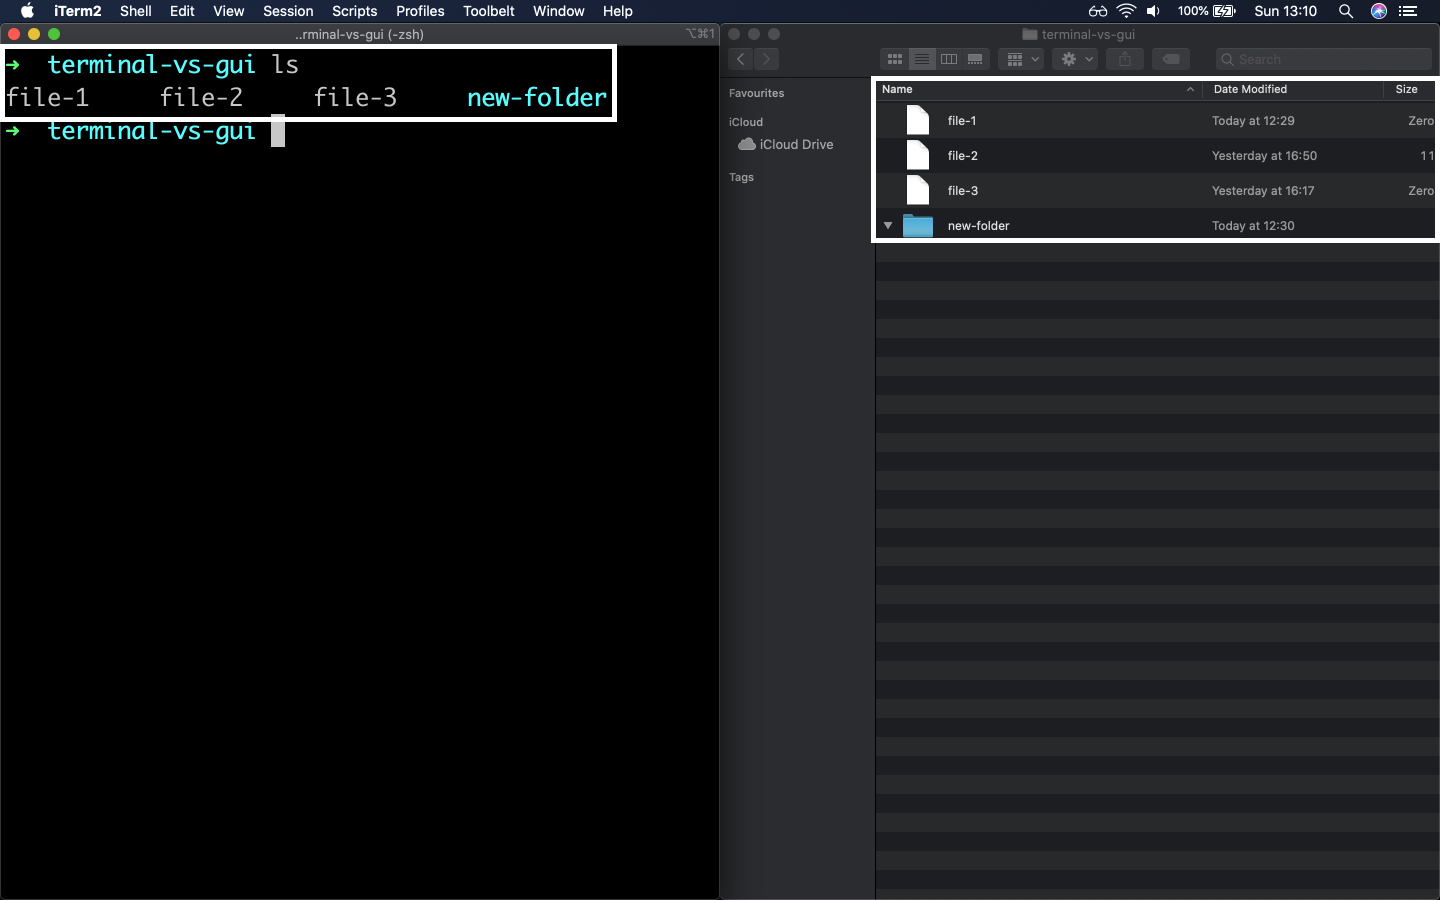 iTerm2 Shell Edit View Session Scripts Profiles Toolbelt Window Help 100% Sun 13:10
..rminal-vs-gui (-zsh) ⌥⌘1
➜ terminal-vs-gui ls
file-1 file-2 file-3 new-folder
➜ terminal-vs-gui
terminal-vs-gui
Search
Favourites
iCloud
iCloud Drive
Tags
Name Date Modified Size
file-1 Today at 12:29 Zero
file-2 Yesterday at 16:50 11
file-3 Yesterday at 16:17 Zero
new-folder Today at 12:30